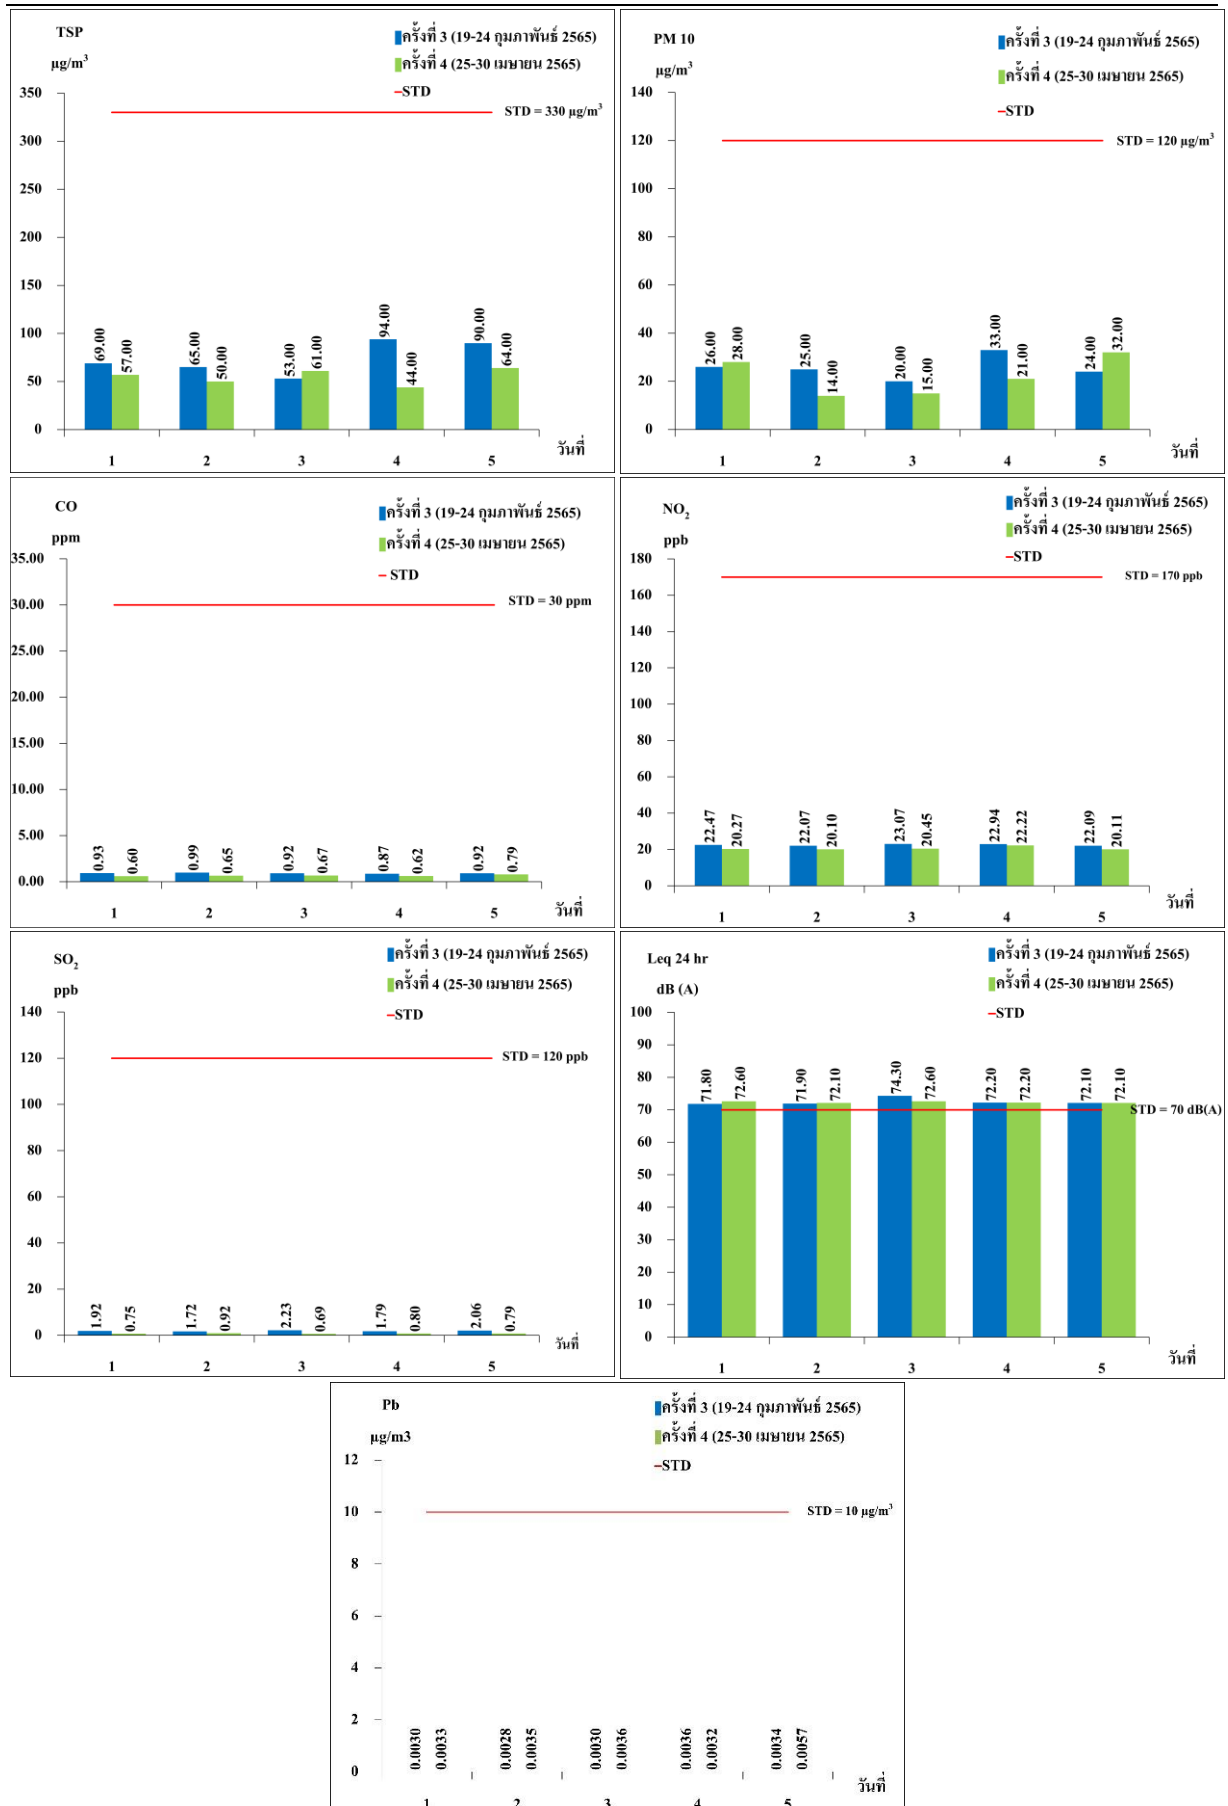 TSP
µg/m³
ครั้งที่ 3 (19-24 กุมภาพันธ์ 2565)
ครั้งที่ 4 (25-30 เมษายน 2565)
STD
350
300
250
200
150
100
50
0
STD = 330 µg/m³
69.00 57.00 65.00 50.00 53.00 61.00 94.00 44.00 90.00 64.00
1 2 3 4 5
วันที่
PM 10
µg/m³
ครั้งที่ 3 (19-24 กุมภาพันธ์ 2565)
ครั้งที่ 4 (25-30 เมษายน 2565)
STD
140
120
100
80
60
40
20
0
STD = 120 µg/m³
26.00 28.00 25.00 14.00 20.00 15.00 33.00 21.00 24.00 32.00
1 2 3 4 5
วันที่
CO
ppm
ครั้งที่ 3 (19-24 กุมภาพันธ์ 2565)
ครั้งที่ 4 (25-30 เมษายน 2565)
STD
35.00
30.00
25.00
20.00
15.00
10.00
5.00
0.00
STD = 30 ppm
0.93 0.60 0.99 0.65 0.92 0.67 0.87 0.62 0.92 0.79
1 2 3 4 5
วันที่
NO₂
ppb
ครั้งที่ 3 (19-24 กุมภาพันธ์ 2565)
ครั้งที่ 4 (25-30 เมษายน 2565)
STD
180
160
140
120
100
80
60
40
20
0
STD = 170 ppb
22.47 20.27 22.07 20.10 23.07 20.45 22.94 22.22 22.09 20.11
1 2 3 4 5
วันที่
SO₂
ppb
ครั้งที่ 3 (19-24 กุมภาพันธ์ 2565)
ครั้งที่ 4 (25-30 เมษายน 2565)
STD
140
120
100
80
60
40
20
0
STD = 120 ppb
1.92 0.75 1.72 0.92 2.23 0.69 1.79 0.80 2.06 0.79
1 2 3 4 5
วันที่
Leq 24 hr
dB (A)
ครั้งที่ 3 (19-24 กุมภาพันธ์ 2565)
ครั้งที่ 4 (25-30 เมษายน 2565)
STD
100
90
80
70
60
50
40
30
20
10
0
STD = 70 dB(A)
71.80 72.60 71.90 72.10 74.30 72.60 72.20 72.20 72.10 72.10
1 2 3 4 5
วันที่
Pb
µg/m3
ครั้งที่ 3 (19-24 กุมภาพันธ์ 2565)
ครั้งที่ 4 (25-30 เมษายน 2565)
STD
12
10
8
6
4
2
0
STD = 10 µg/m³
0.0030 0.0033 0.0028 0.0035 0.0030 0.0036 0.0036 0.0032 0.0034 0.0057
1 2 3 4 5
วันที่